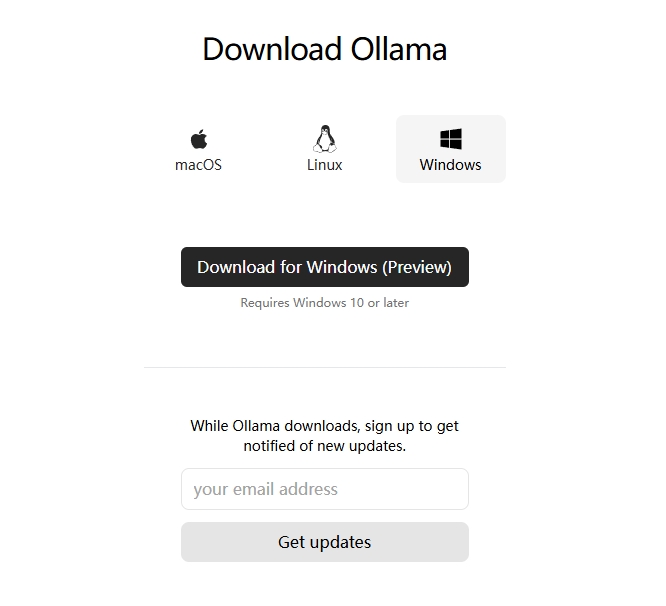 Download Ollama
macOS
Linux
Windows
Download for Windows (Preview)
Requires Windows 10 or later
While Ollama downloads, sign up to get
notified of new updates.
your email address
Get updates